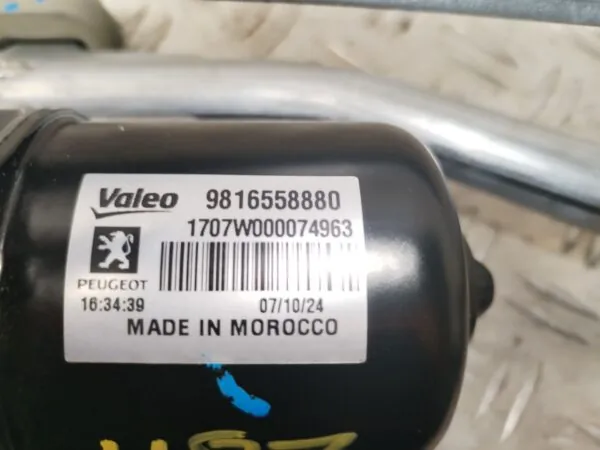 Valeo 9816558880
1707W000074963
PEUGEOT
16:34:39 07/10/24
MADE IN MOROCCO